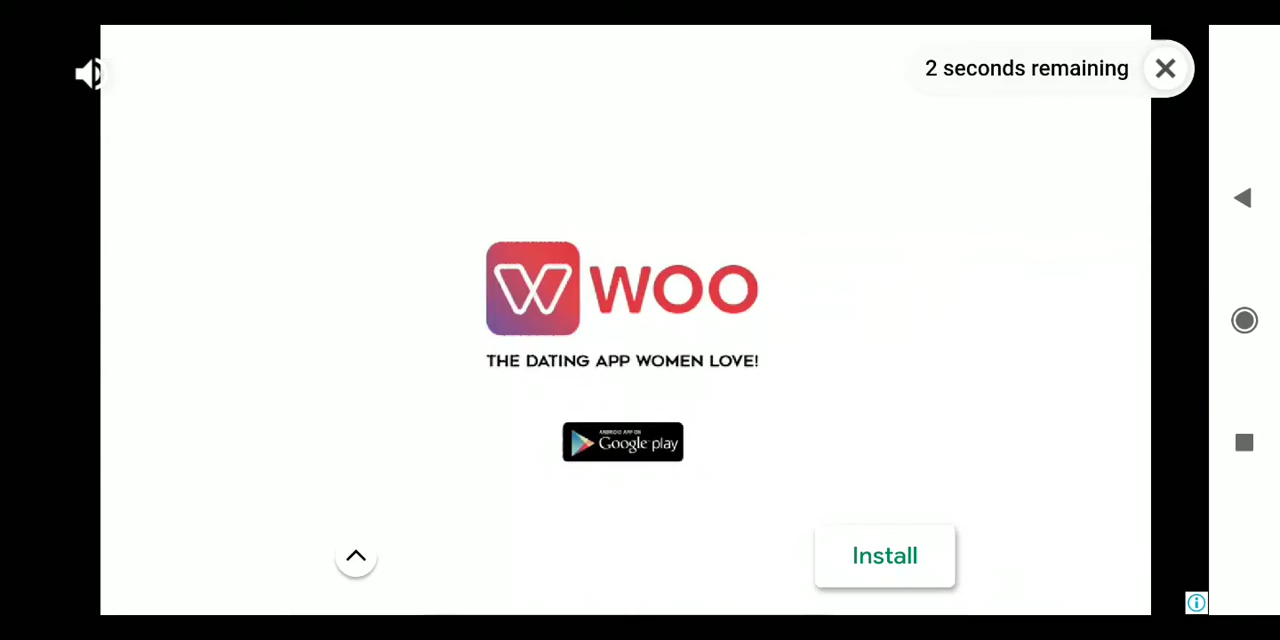 2 seconds remaining
WOO
THE DATING APP WOMEN LOVE!
ANDROID APP ON
Google play
Install